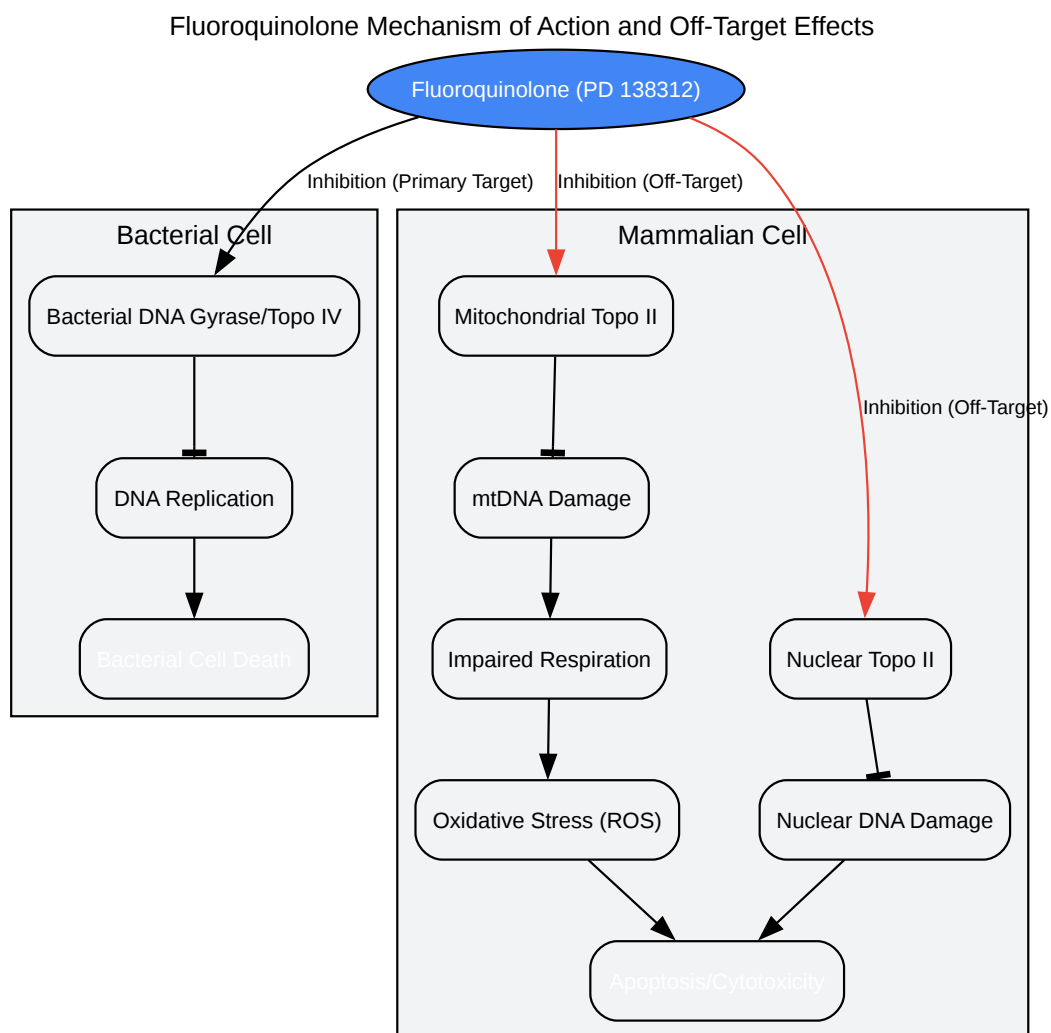 Fluoroquinolone Mechanism of Action and Off-Target Effects
Fluoroquinolone (PD 138312)
Inhibition (Primary Target)
Inhibition (Off-Target)
Bacterial Cell
Mammalian Cell
Bacterial DNA Gyrase/Topo IV
Mitochondrial Topo II
Inhibition (Off-Target)
DNA Replication
mtDNA Damage
Bacterial Cell Death
Impaired Respiration
Nuclear Topo II
Oxidative Stress (ROS)
Nuclear DNA Damage
Apoptosis/Cytotoxicity